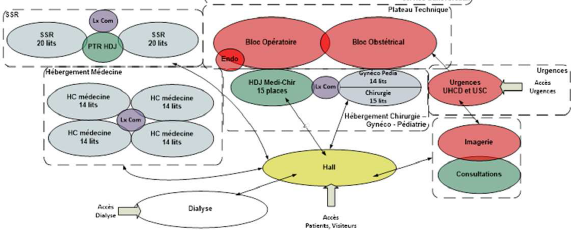 SSR
Plateau Technique
Lx Com
SSR
20 lits
PTR HDJ
SSR
20 lits
Bloc Opératoire
Bloc Obstétrical
Endo
Hébergement Médecine
HC médecine
14 lits
HC médecine
14 lits
Lx Com
HC médecine
14 lits
HC médecine
14 lits
HDJ Medi-Chir
15 places
Lx Com
Gynéco Pedia
14 lits
Chirurgie
15 lits
Hébergement Chirurgie –
Gynéco - Pédiatrie
Urgences
Urgences
UHCD et USC
Accès
Urgences
Imagerie
Consultations
Hall
Accès
Dialyse
Dialyse
Accès
Patients, Visiteurs